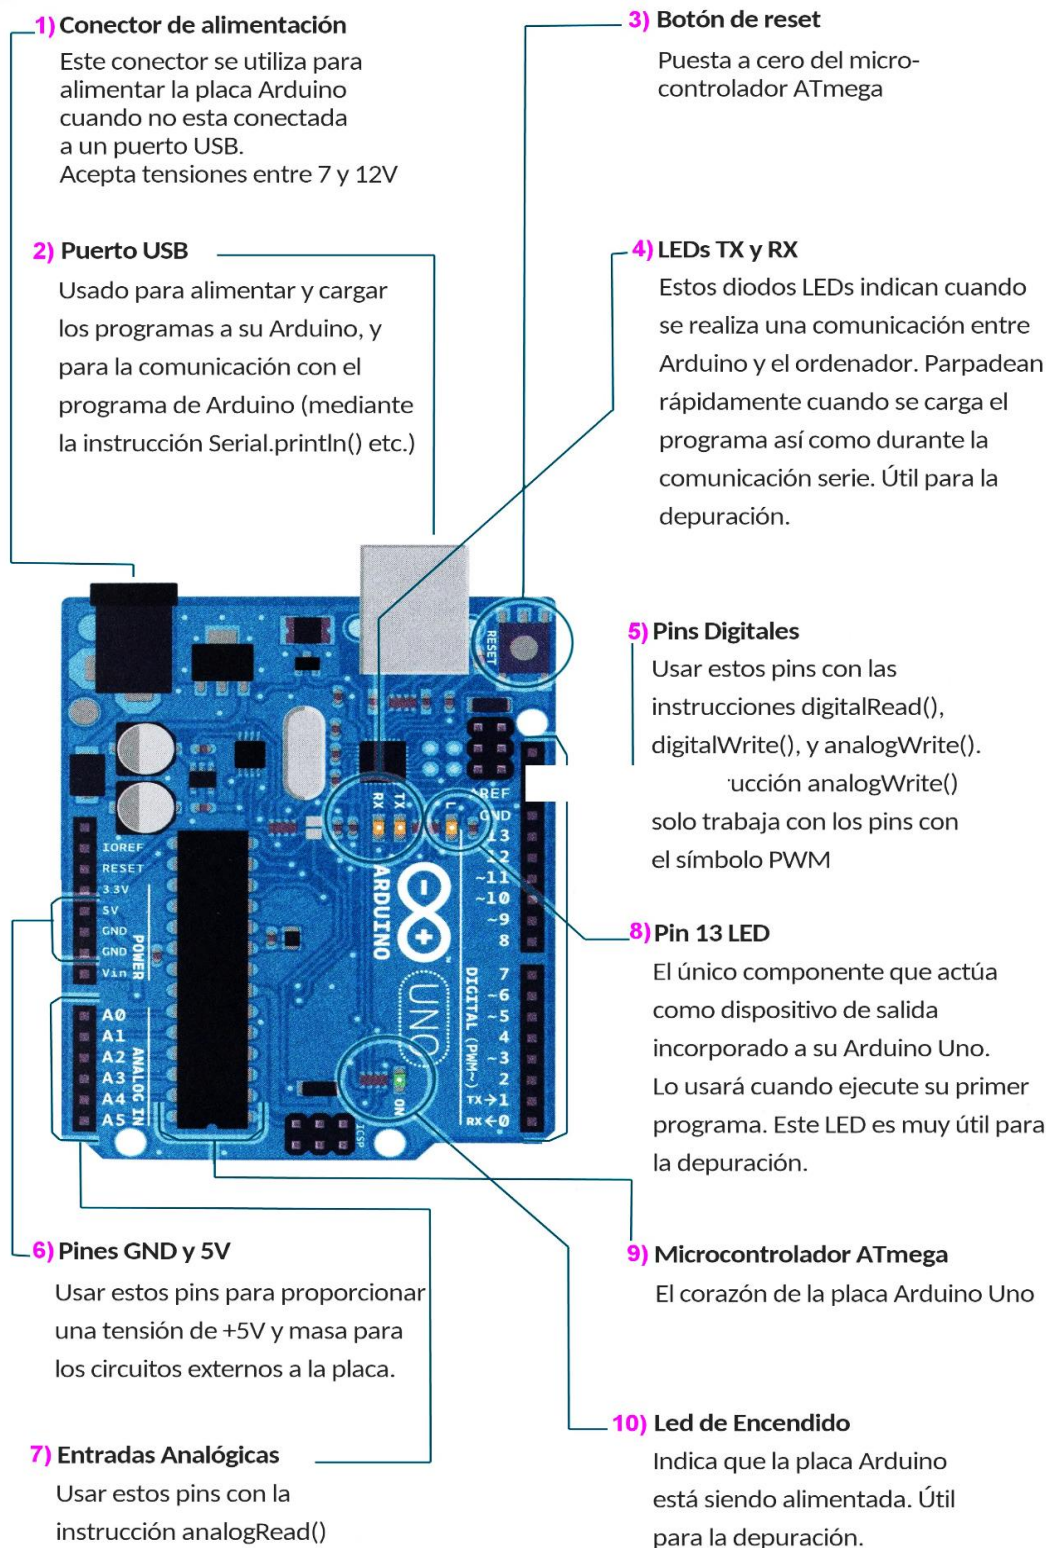 1) Conector de alimentación
Este conector se utiliza para
alimentar la placa Arduino
cuando no esta conectada
a un puerto USB.
Acepta tensiones entre 7 y 12V
2) Puerto USB
Usado para alimentar y cargar
los programas a su Arduino, y
para la comunicación con el
programa de Arduino (mediante
la instrucción Serial.println() etc.)
3) Botón de reset
Puesta a cero del micro-
controlador ATmega
4) LEDs TX y RX
Estos diodos LEDs indican cuando
se realiza una comunicación entre
Arduino y el ordenador. Parpadean
rápidamente cuando se carga el
programa así como durante la
comunicación serie. Útil para la
depuración.
5) Pins Digitales
Usar estos pins con las
instrucciones digitalRead(),
digitalWrite(), y analogWrite().
ucción analogWrite()
solo trabaja con los pins con
el símbolo PWM
8) Pin 13 LED
El único componente que actúa
como dispositivo de salida
incorporado a su Arduino Uno.
Lo usará cuando ejecute su primer
programa. Este LED es muy útil para
la depuración.
RESET
AREF
GND
13
12
~11
~10
~9
8
7
~6
~5
4
~3
2
TX→1
RX←0
DIGITAL (PWM~)
RX
TX
L
ARDUINO
UNO
ON
ICSP
IOREF
RESET
3.3V
5V
GND
GND
Vin
POWER
A0
A1
A2
A3
A4
A5
ANALOG IN
6) Pines GND y 5V
Usar estos pins para proporcionar
una tensión de +5V y masa para
los circuitos externos a la placa.
7) Entradas Analógicas
Usar estos pins con la
instrucción analogRead()
9) Microcontrolador ATmega
El corazón de la placa Arduino Uno
10) Led de Encendido
Indica que la placa Arduino
está siendo alimentada. Útil
para la depuración.